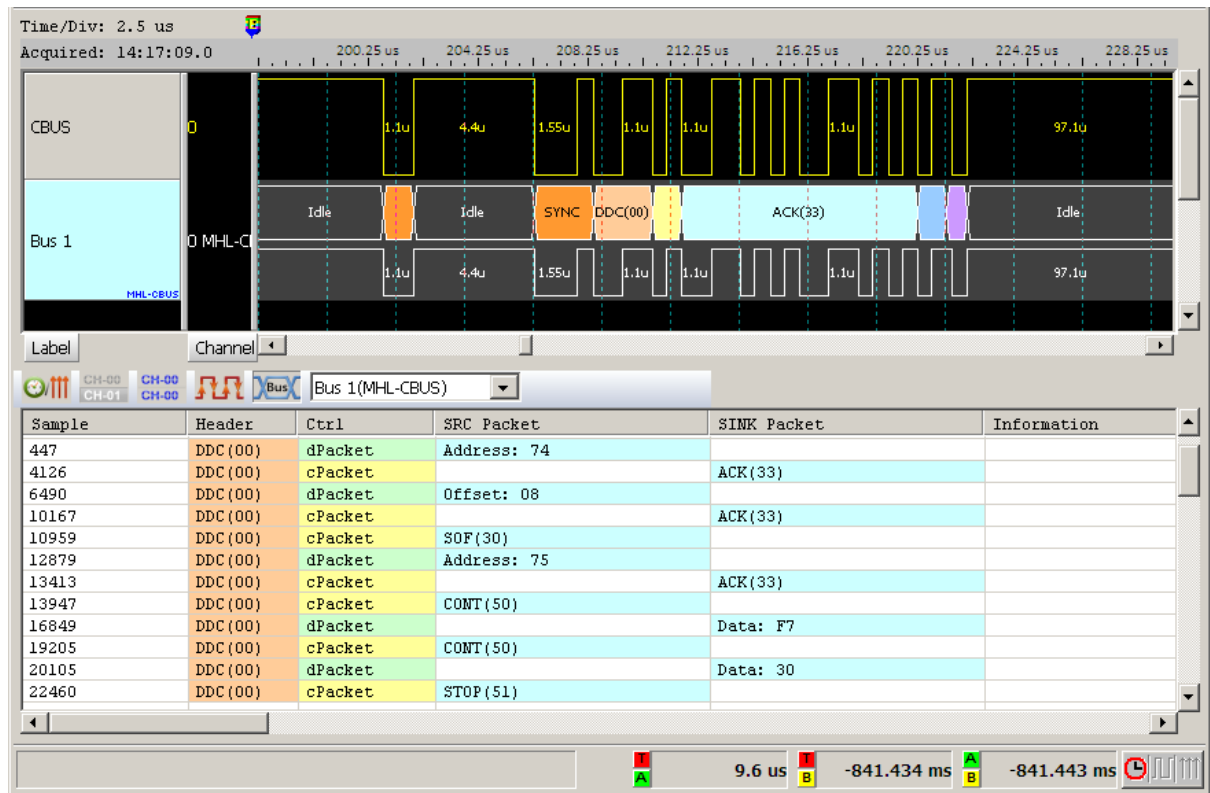 Time/Div: 2.5 us
Acquired: 14:17:09.0
200.25 us 204.25 us 208.25 us 212.25 us 216.25 us 220.25 us 224.25 us 228.25 us
CBUS 0 1.1u 4.4u 1.55u 1.1u 1.1u 1.1u 97.1u
Idle Idle SYNC DDC(00) ACK(33) Idle
Bus 1 0 MHL-C
1.1u 4.4u 1.55u 1.1u 1.1u 1.1u 97.1u
MHL-CBUS
Label Channel
CH-00 CH-01 CH-00 CH-00 Bus Bus 1(MHL-CBUS)
Sample Header Ctrl SRC Packet SINK Packet Information
447 DDC(00) dPacket Address: 74
4126 DDC(00) cPacket ACK(33)
6490 DDC(00) dPacket Offset: 08
10167 DDC(00) cPacket ACK(33)
10959 DDC(00) cPacket SOF(30)
12879 DDC(00) dPacket Address: 75
13413 DDC(00) cPacket ACK(33)
13947 DDC(00) cPacket CONT(50)
16849 DDC(00) dPacket Data: F7
19205 DDC(00) cPacket CONT(50)
20105 DDC(00) dPacket Data: 30
22460 DDC(00) cPacket STOP(51)
T A 9.6 us T B -841.434 ms A B -841.443 ms